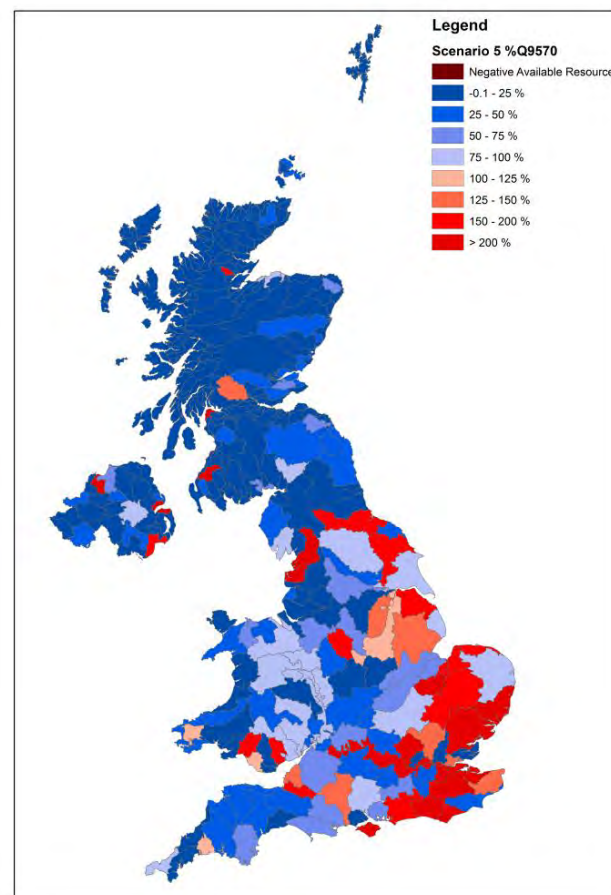 Legend
Scenario 5 %Q9570
Negative Available Resource
-0.1 - 25 %
25 - 50 %
50 - 75 %
75 - 100 %
100 - 125 %
125 - 150 %
150 - 200 %
> 200 %